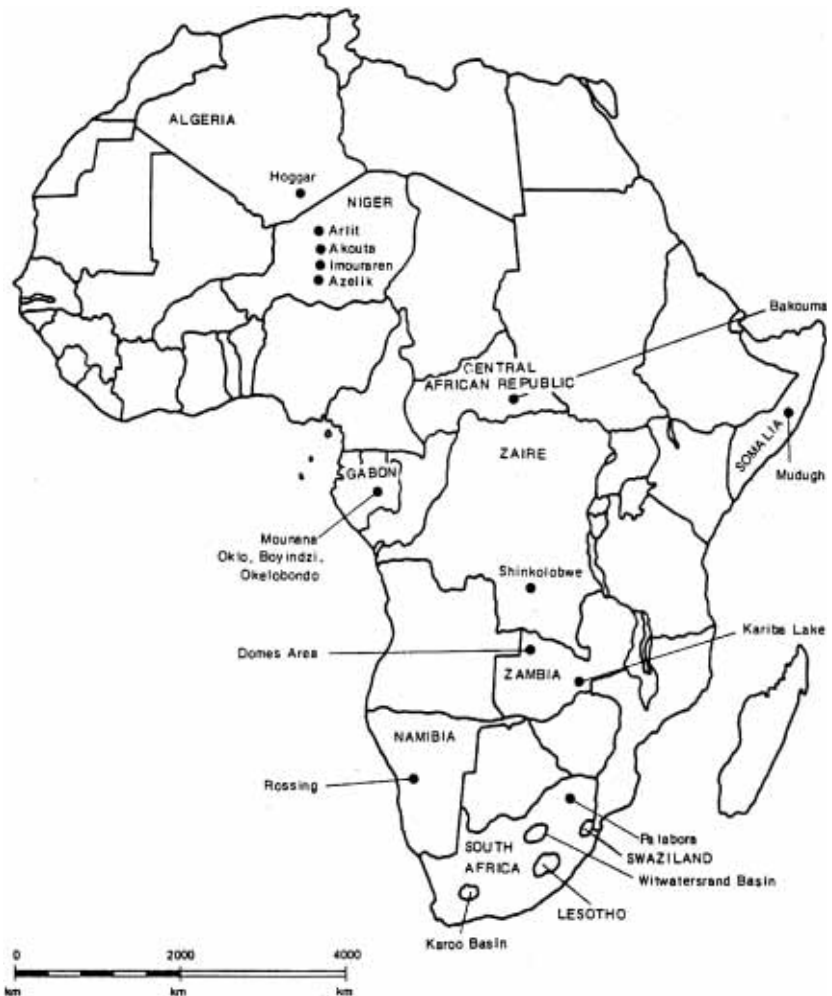 ALGERIA
Hoggar
NIGER
Arlit
Akouta
Imouraren
Azelik
Bakouma
CENTRAL
AFRICAN REPUBLIC
SOMALIA
Mudugh
GABON
ZAIRE
Mounana
Oklo, Boyindzi,
Okelobondo
Shinkolobwe
Kariba Lake
Domes Area
ZAMBIA
NAMIBIA
Rossing
Palabora
SWAZILAND
SOUTH
AFRICA
Witwatersrand Basin
LESOTHO
Karoo Basin
0 2000 4000
km km km